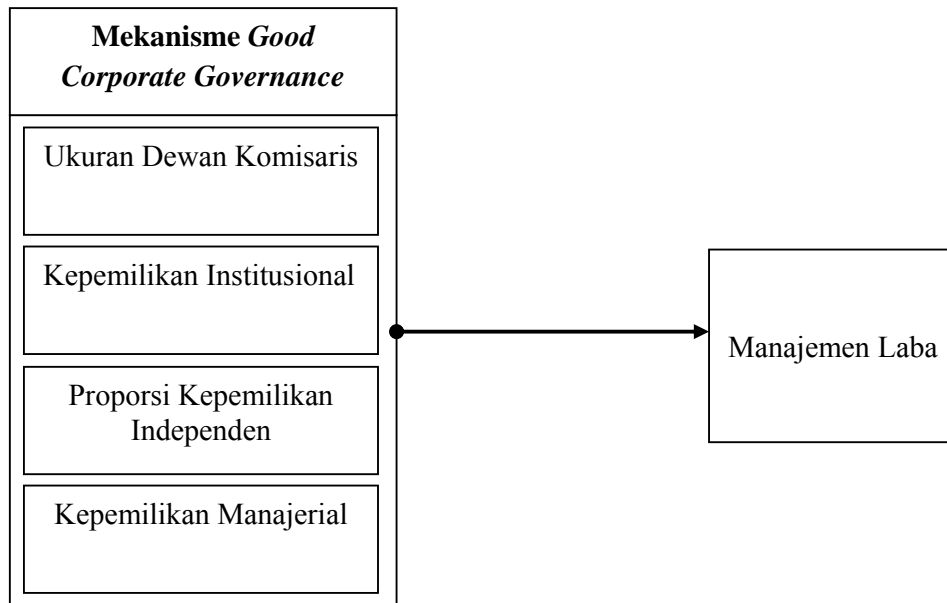 Mekanisme Good
Corporate Governance
Ukuran Dewan Komisaris
Kepemilikan Institusional
Proporsi Kepemilikan
Independen
Kepemilikan Manajerial
Manajemen Laba